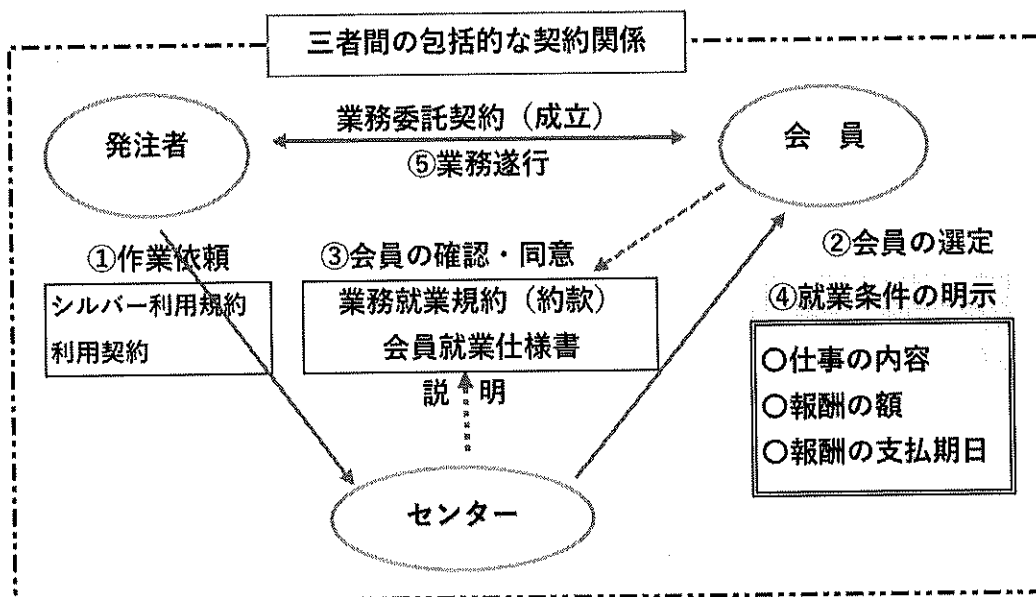 三者間の包括的な契約関係
発注者
業務委託契約（成立）
⑤業務遂行
会 員
①作業依頼
シルバー利用規約
利用契約
③会員の確認・同意
業務就業規約（約款）
会員就業仕様書
説 明
②会員の選定
④就業条件の明示
〇仕事の内容
〇報酬の額
〇報酬の支払期日
センター